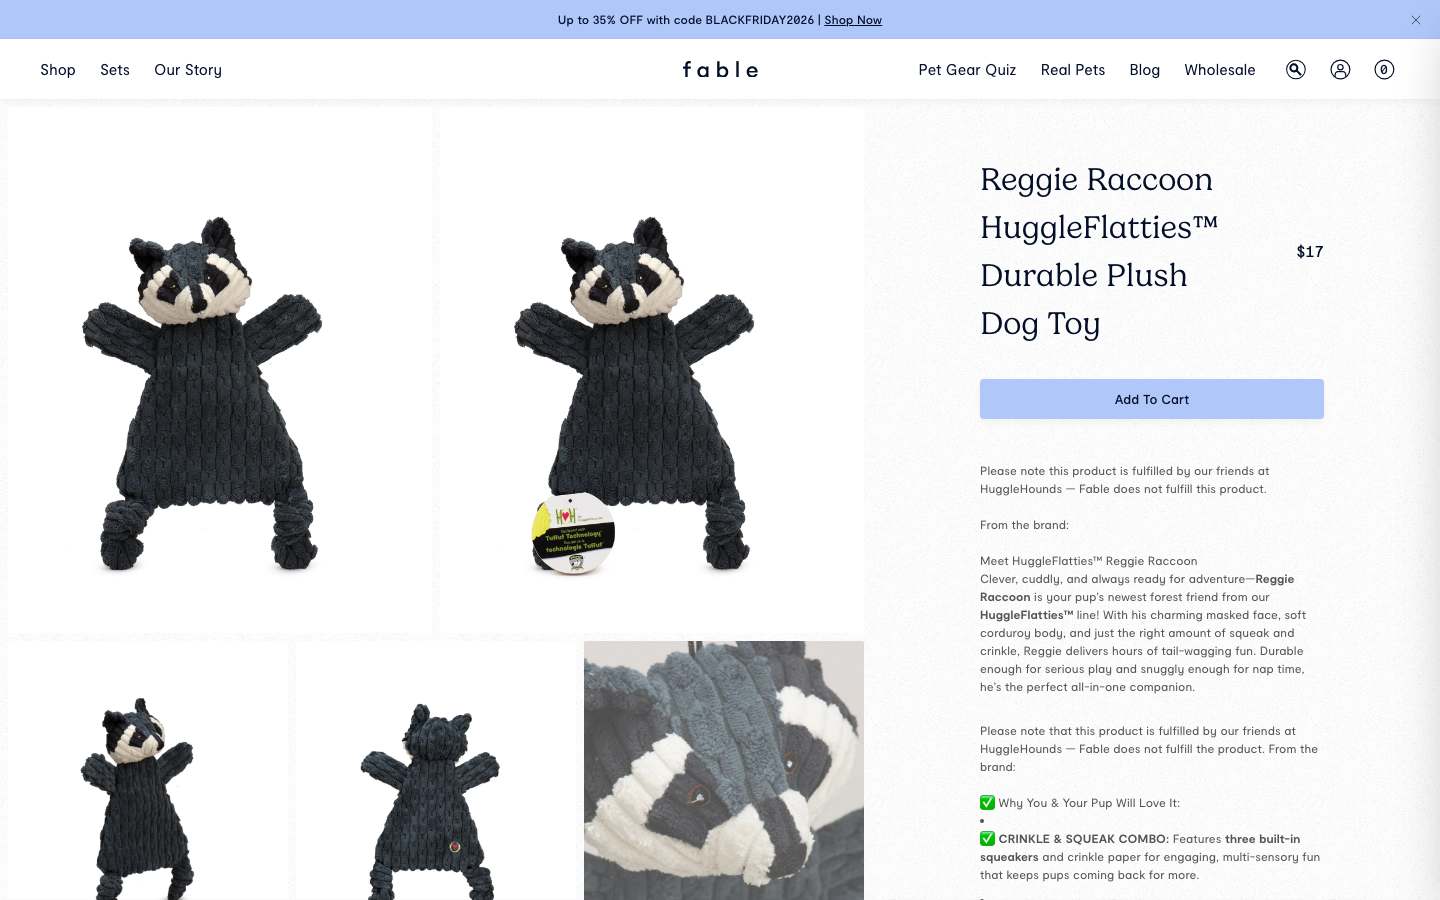 Up to 35% OFF with code BLACKFRIDAY2026 | Shop Now
Shop
Sets
Our Story
fable
Pet Gear Quiz
Real Pets
Blog
Wholesale
0
Reggie Raccoon
HuggleFlatties™
Durable Plush
Dog Toy
$17
Add To Cart
Please note this product is fulfilled by our friends at
HuggleHounds — Fable does not fulfill this product.
From the brand:
Meet HuggleFlatties™ Reggie Raccoon
Clever, cuddly, and always ready for adventure—Reggie
Raccoon is your pup's newest forest friend from our
HuggleFlatties™ line! With his charming masked face, soft
corduroy body, and just the right amount of squeak and
crinkle, Reggie delivers hours of tail-wagging fun. Durable
enough for serious play and snuggly enough for nap time,
he's the perfect all-in-one companion.
Please note that this product is fulfilled by our friends at
HuggleHounds — Fable does not fulfill the product. From the
brand:
✅ Why You & Your Pup Will Love It:
•
✅ CRINKLE & SQUEAK COMBO: Features three built-in
squeakers and crinkle paper for engaging, multi-sensory fun
that keeps pups coming back for more.
H H
Tuffut Technology
technologie Tuffut